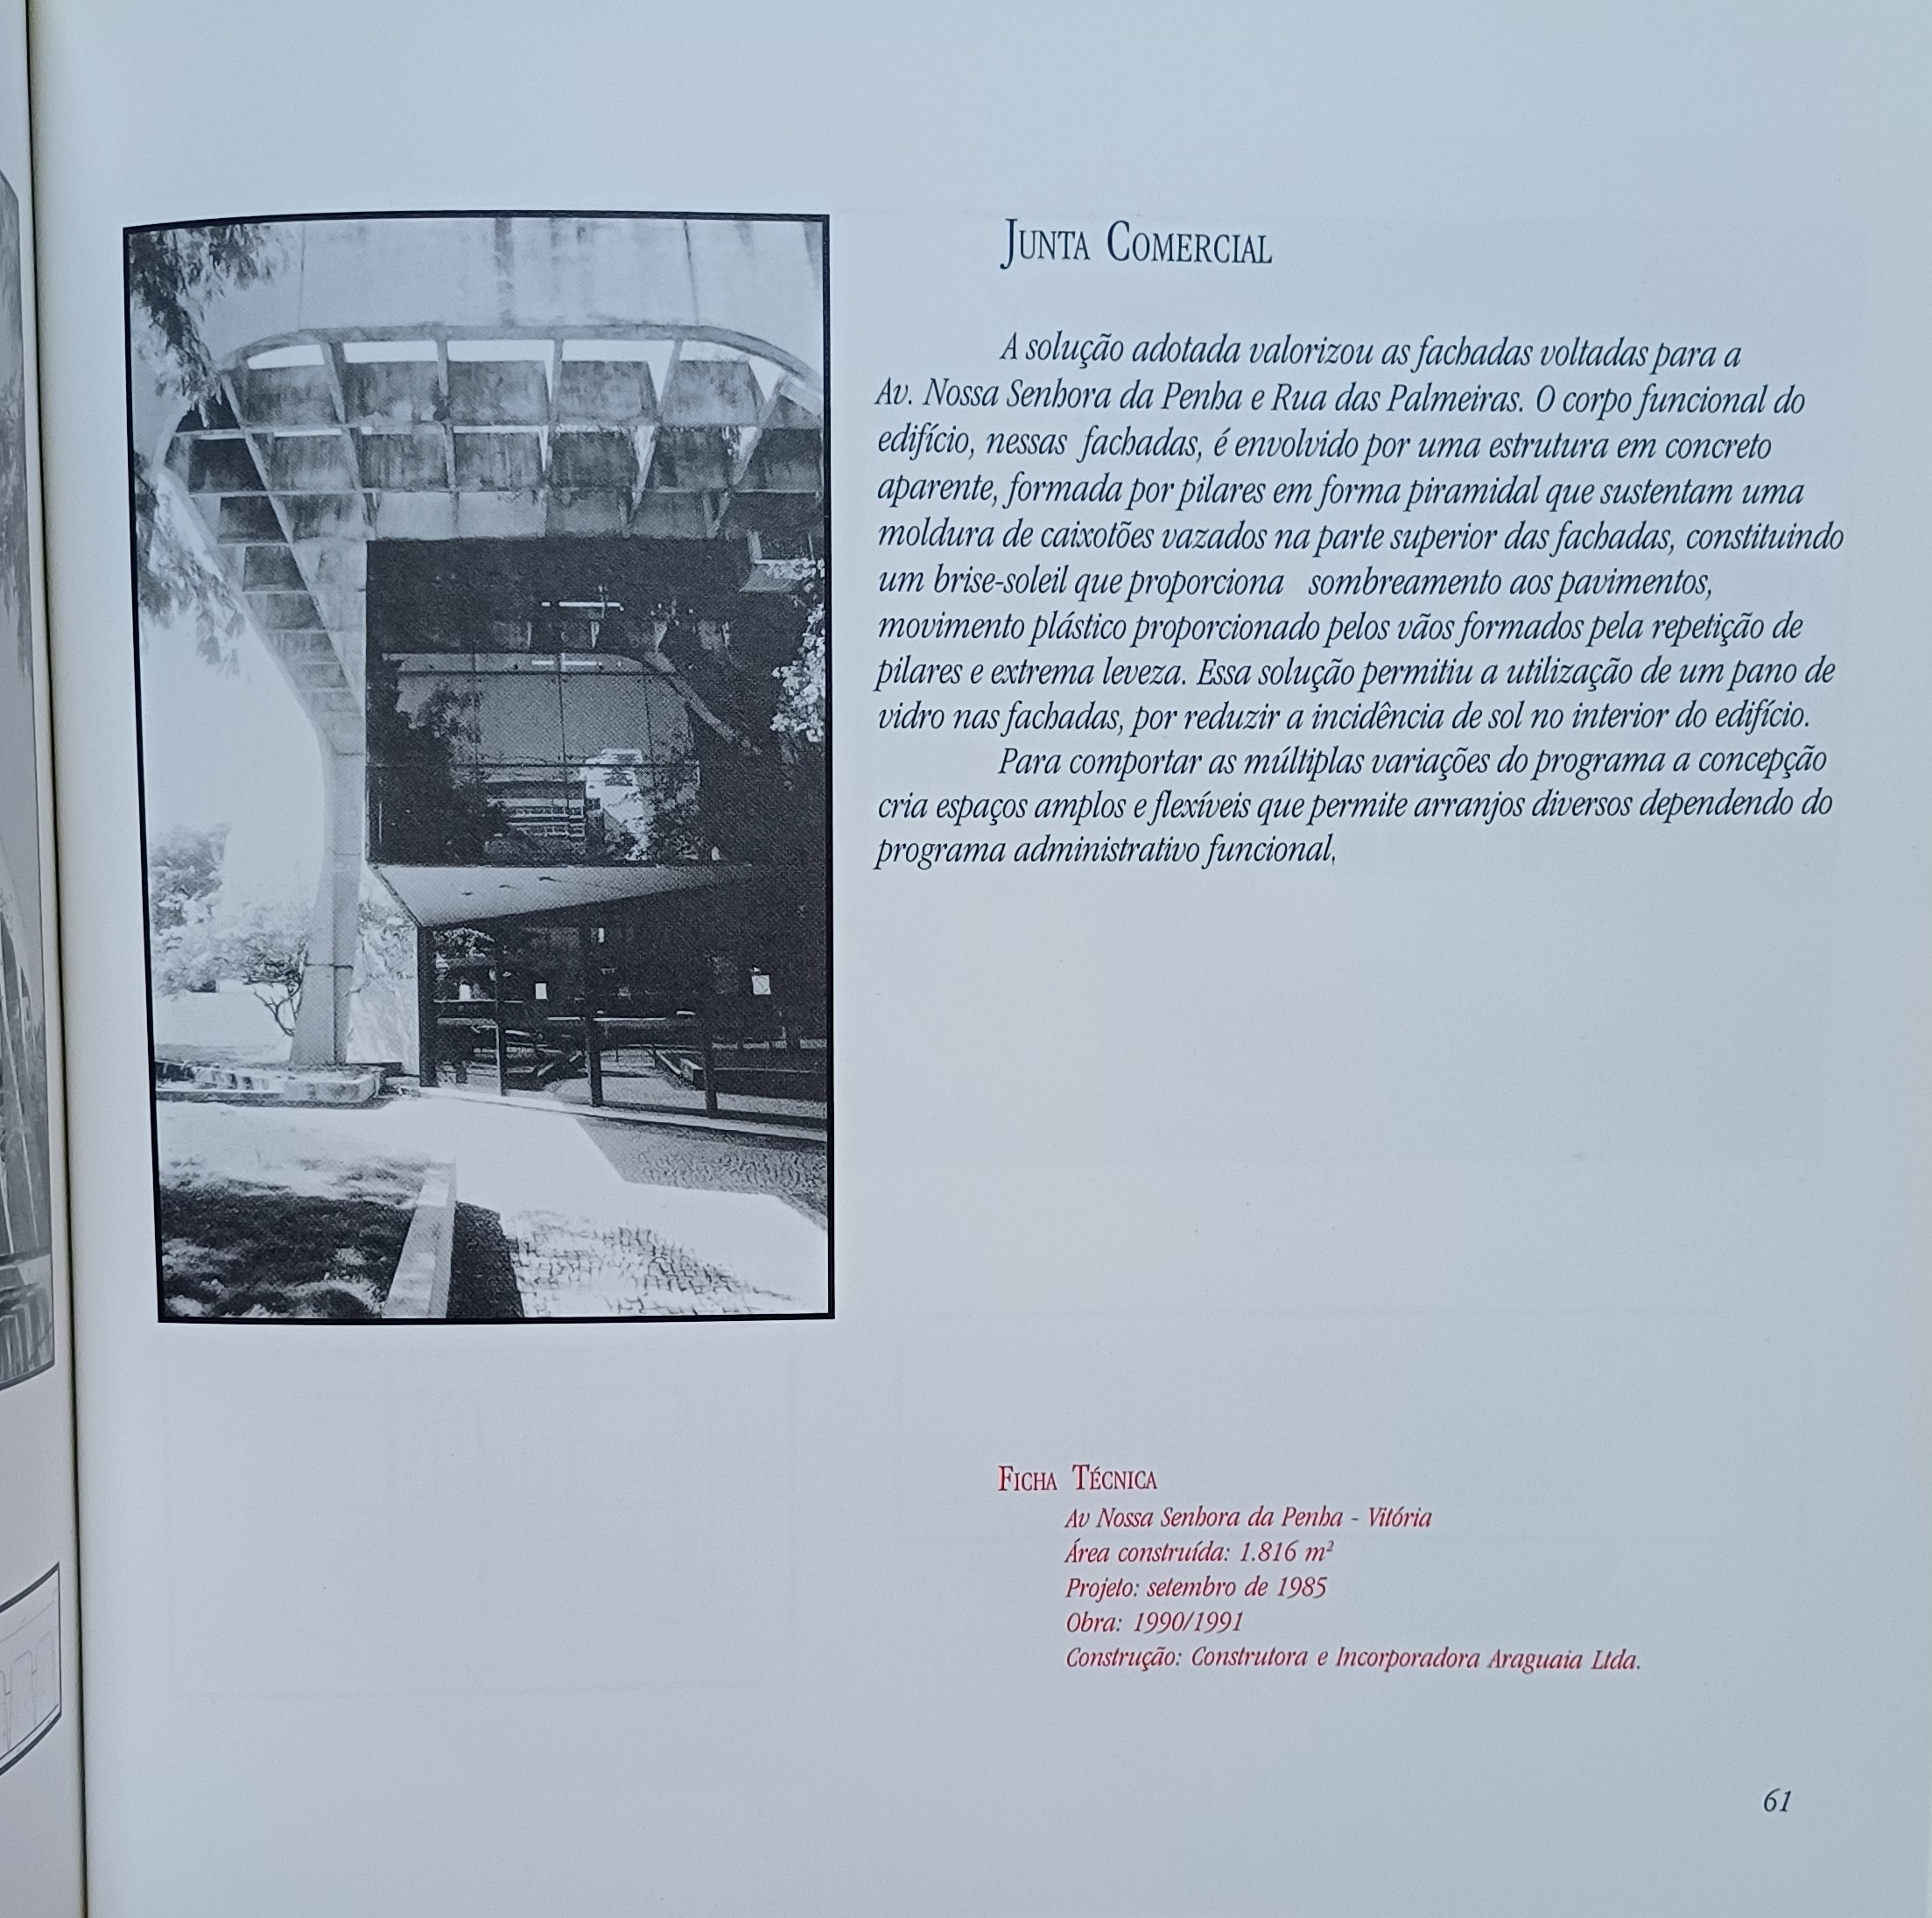 JUNTA COMERCIAL
A solução adotada valorizou as fachadas voltadas para a
Av. Nossa Senhora da Penha e Rua das Palmeiras. O corpo funcional do
edifício, nessas fachadas, é envolvido por uma estrutura em concreto
aparente, formada por pilares em forma piramidal que sustentam uma
moldura de caixotões vazados na parte superior das fachadas, constituindo
um brise-soleil que proporciona sombreamento aos pavimentos,
movimento plástico proporcionado pelos vãos formados pela repetição de
pilares e extrema leveza. Essa solução permitiu a utilização de um pano de
vidro nas fachadas, por reduzir a incidência de sol no interior do edifício.
Para comportar as múltiplas variações do programa a concepção
cria espaços amplos e flexíveis que permite arranjos diversos dependendo do
programa administrativo funcional.
FICHA TÉCNICA
Av Nossa Senhora da Penha - Vitória
Área construída: 1.816 m²
Projeto: setembro de 1985
Obra: 1990/1991
Construção: Construtora e Incorporadora Araguaia Ltda.
61